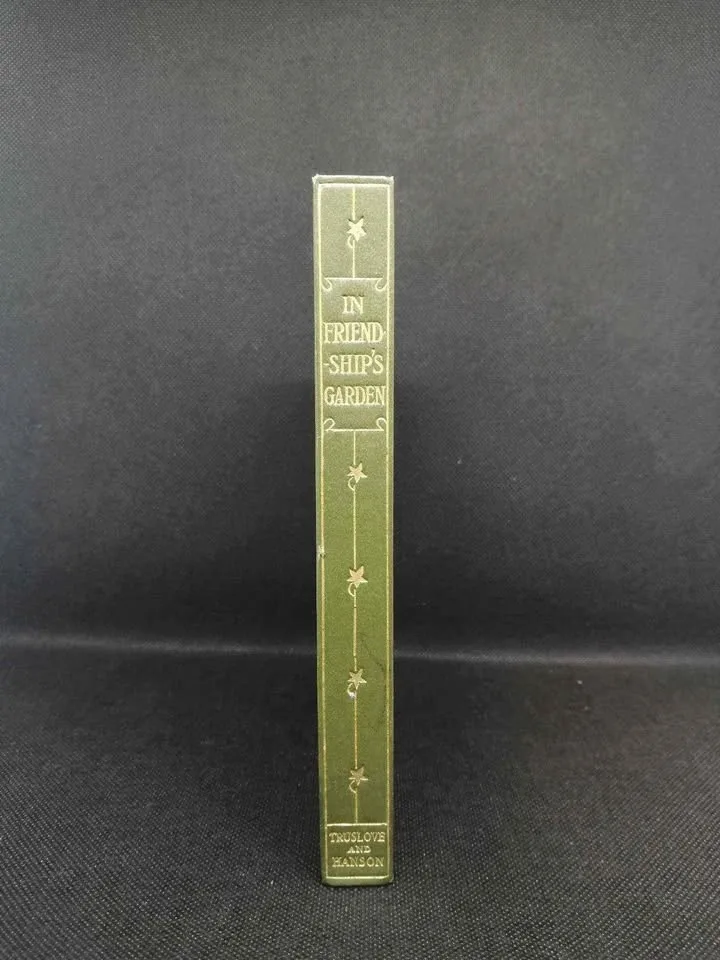 IN
FRIEND-
-SHIP'S
GARDEN
TRUSLOVE
AND
HANSON